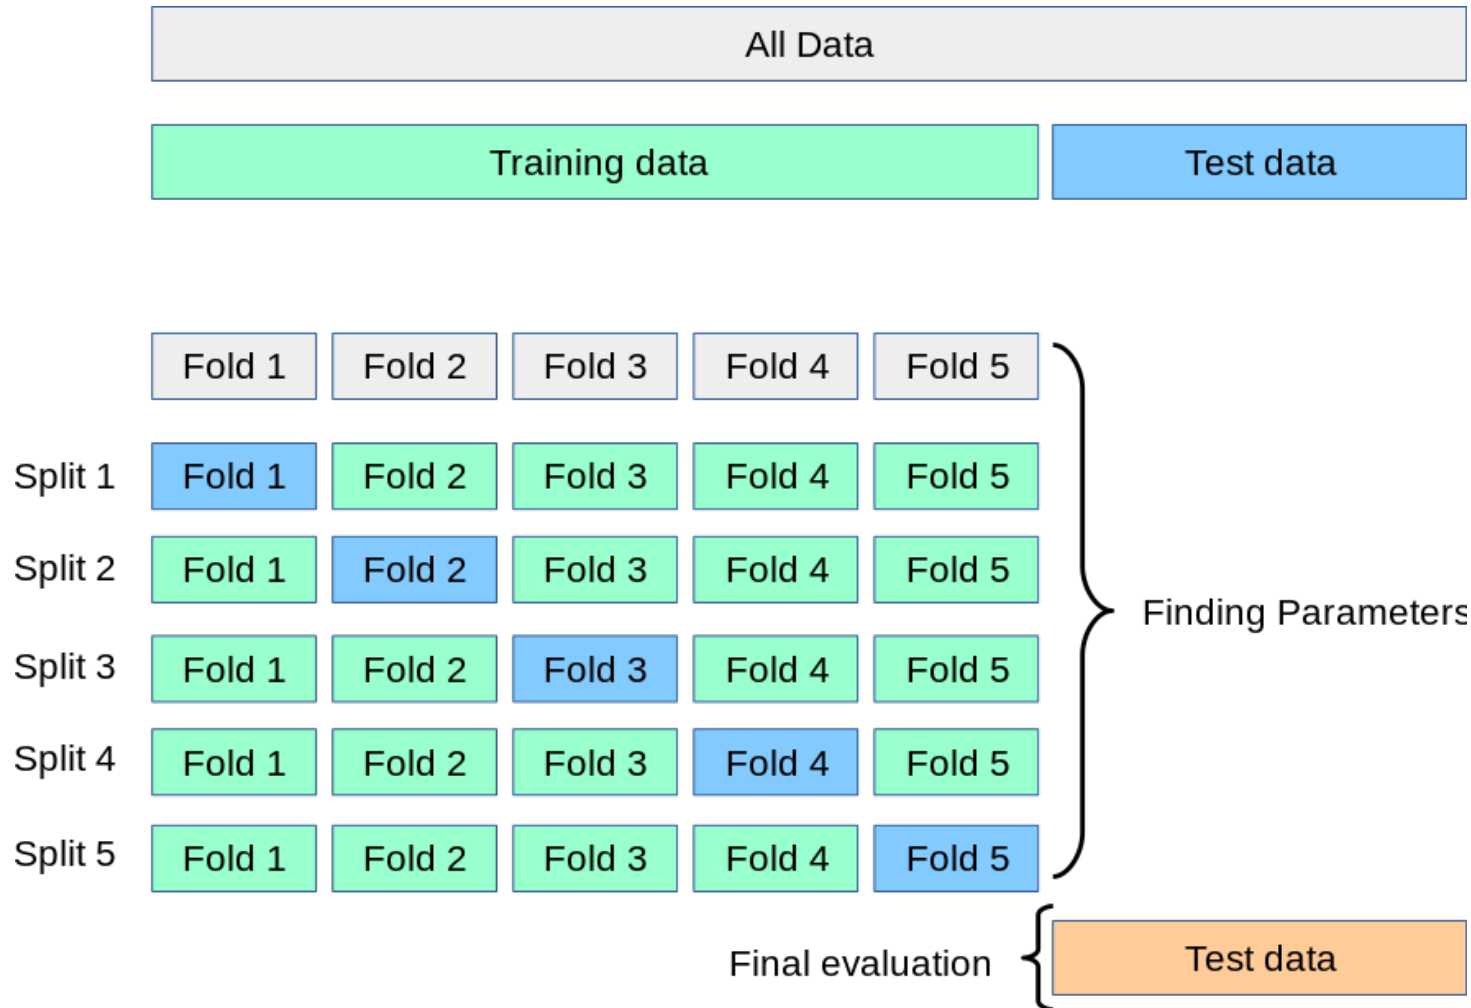 All Data
Training data Test data
Fold 1 Fold 2 Fold 3 Fold 4 Fold 5
Split 1 Fold 1 Fold 2 Fold 3 Fold 4 Fold 5
Split 2 Fold 1 Fold 2 Fold 3 Fold 4 Fold 5
Finding Parameters
Split 3 Fold 1 Fold 2 Fold 3 Fold 4 Fold 5
Split 4 Fold 1 Fold 2 Fold 3 Fold 4 Fold 5
Split 5 Fold 1 Fold 2 Fold 3 Fold 4 Fold 5
Final evaluation Test data